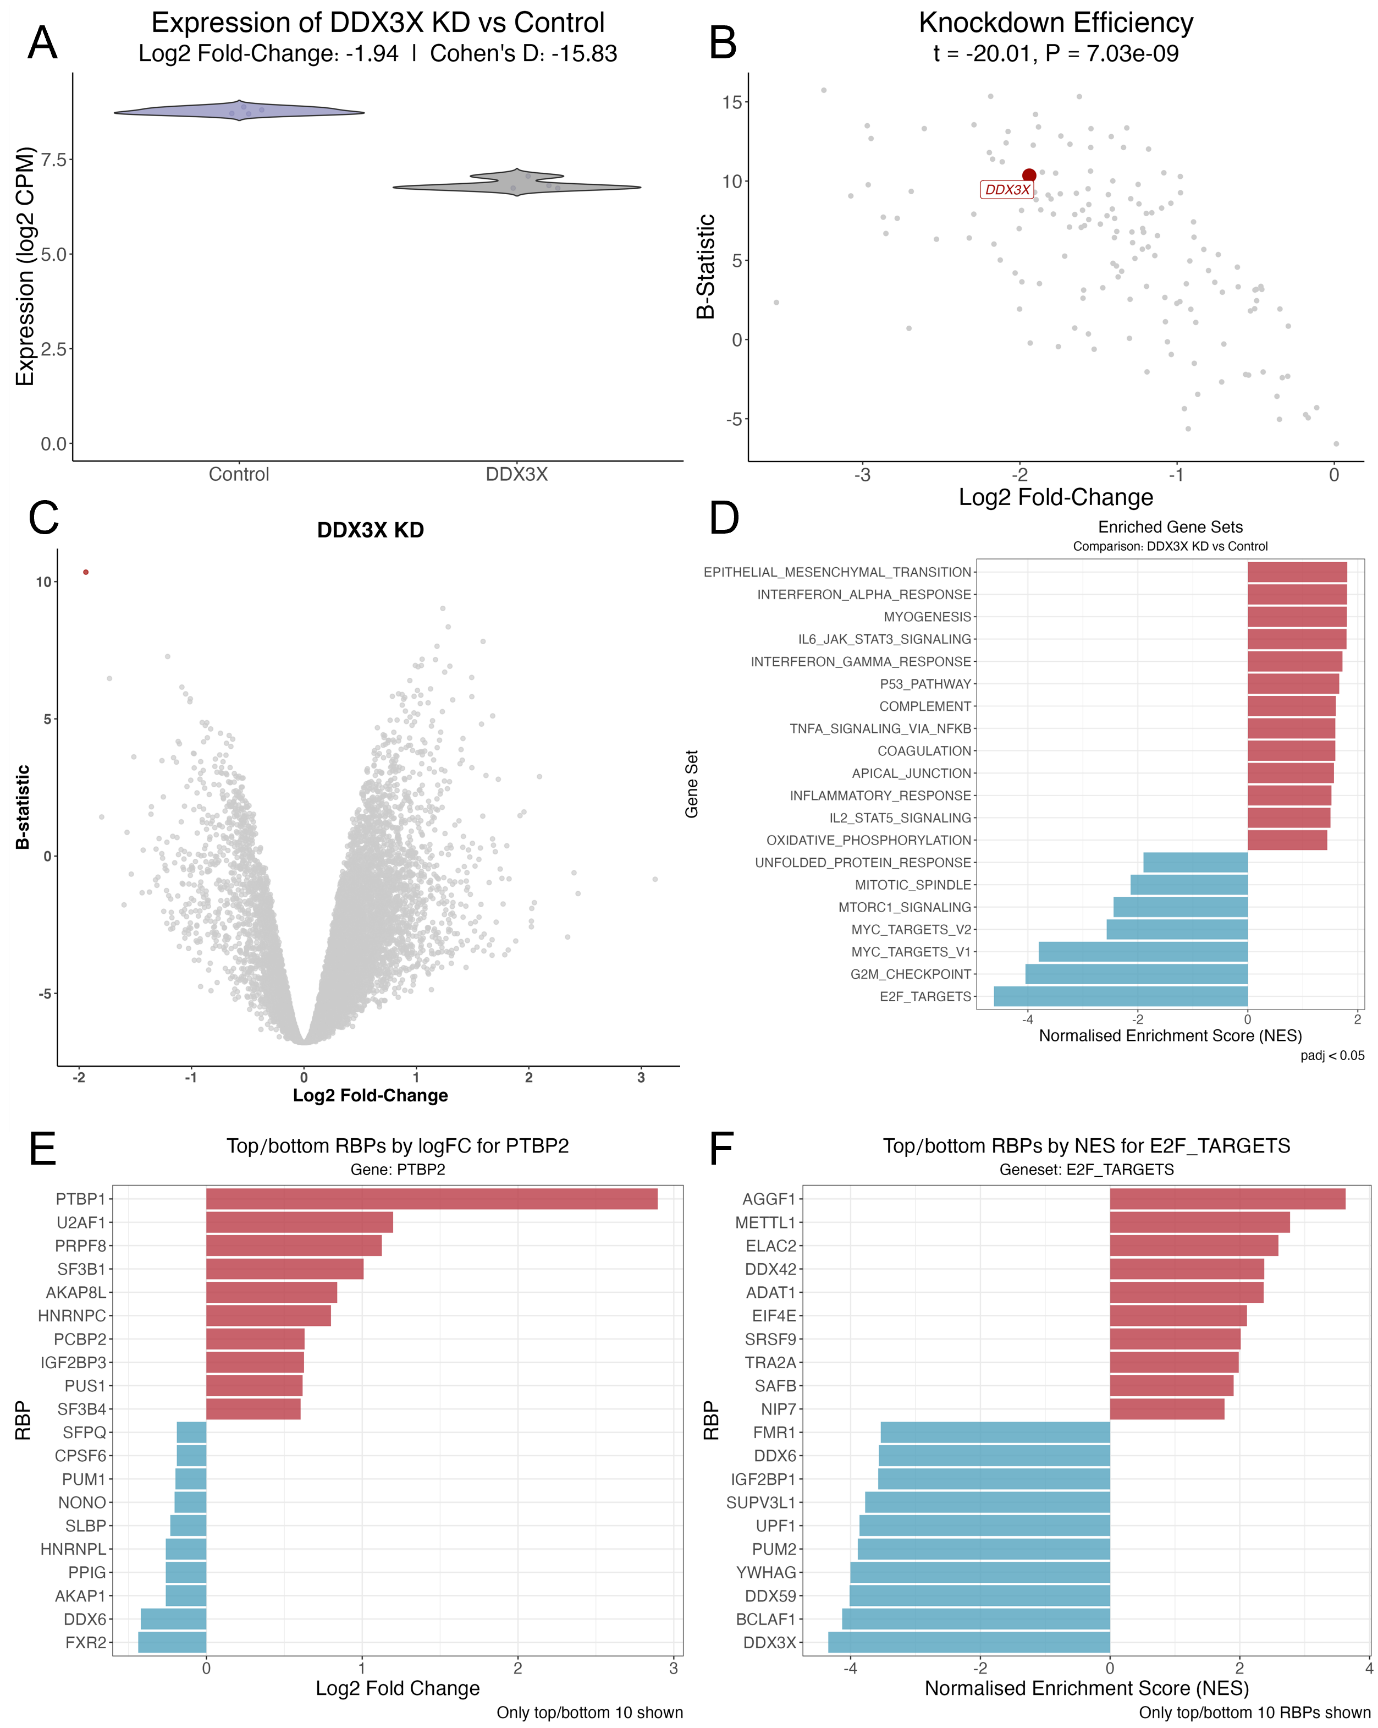 A
Expression of DDX3X KD vs Control
Log2 Fold-Change: -1.94 | Cohen's D: -15.83
Expression (log2 CPM)
7.5
5.0
2.5
0.0
Control
DDX3X
B
Knockdown Efficiency
t = -20.01, P = 7.03e-09
B-Statistic
15
10
5
0
-5
DDX3X
-3
-2
-1
0
Log2 Fold-Change
C
DDX3X KD
B-statistic
10
5
0
-5
-2
-1
0
1
2
3
Log2 Fold-Change
D
Enriched Gene Sets
Comparison: DDX3X KD vs Control
Gene Set
EPITHELIAL_MESENCHYMAL_TRANSITION
INTERFERON_ALPHA_RESPONSE
MYOGENESIS
IL6_JAK_STAT3_SIGNALING
INTERFERON_GAMMA_RESPONSE
P53_PATHWAY
COMPLEMENT
TNFA_SIGNALING_VIA_NFKB
COAGULATION
APICAL_JUNCTION
INFLAMMATORY_RESPONSE
IL2_STAT5_SIGNALING
OXIDATIVE_PHOSPHORYLATION
UNFOLDED_PROTEIN_RESPONSE
MITOTIC_SPINDLE
MTORC1_SIGNALING
MYC_TARGETS_V2
MYC_TARGETS_V1
G2M_CHECKPOINT
E2F_TARGETS
-4
-2
0
2
Normalised Enrichment Score (NES)
padj < 0.05
E
Top/bottom RBPs by logFC for PTBP2
Gene: PTBP2
RBP
PTBP1
U2AF1
PRPF8
SF3B1
AKAP8L
HNRNPC
PCBP2
IGF2BP3
PUS1
SF3B4
SFPQ
CPSF6
PUM1
NONO
SLBP
HNRNPL
PPIG
AKAP1
DDX6
FXR2
0
1
2
3
Log2 Fold Change
Only top/bottom 10 shown
F
Top/bottom RBPs by NES for E2F_TARGETS
Geneset: E2F_TARGETS
RBP
AGGF1
METTL1
ELAC2
DDX42
ADAT1
EIF4E
SRSF9
TRA2A
SAFB
NIP7
FMR1
DDX6
IGF2BP1
SUPV3L1
UPF1
PUM2
YWHAG
DDX59
BCLAF1
DDX3X
-4
-2
0
2
4
Normalised Enrichment Score (NES)
Only top/bottom 10 RBPs shown